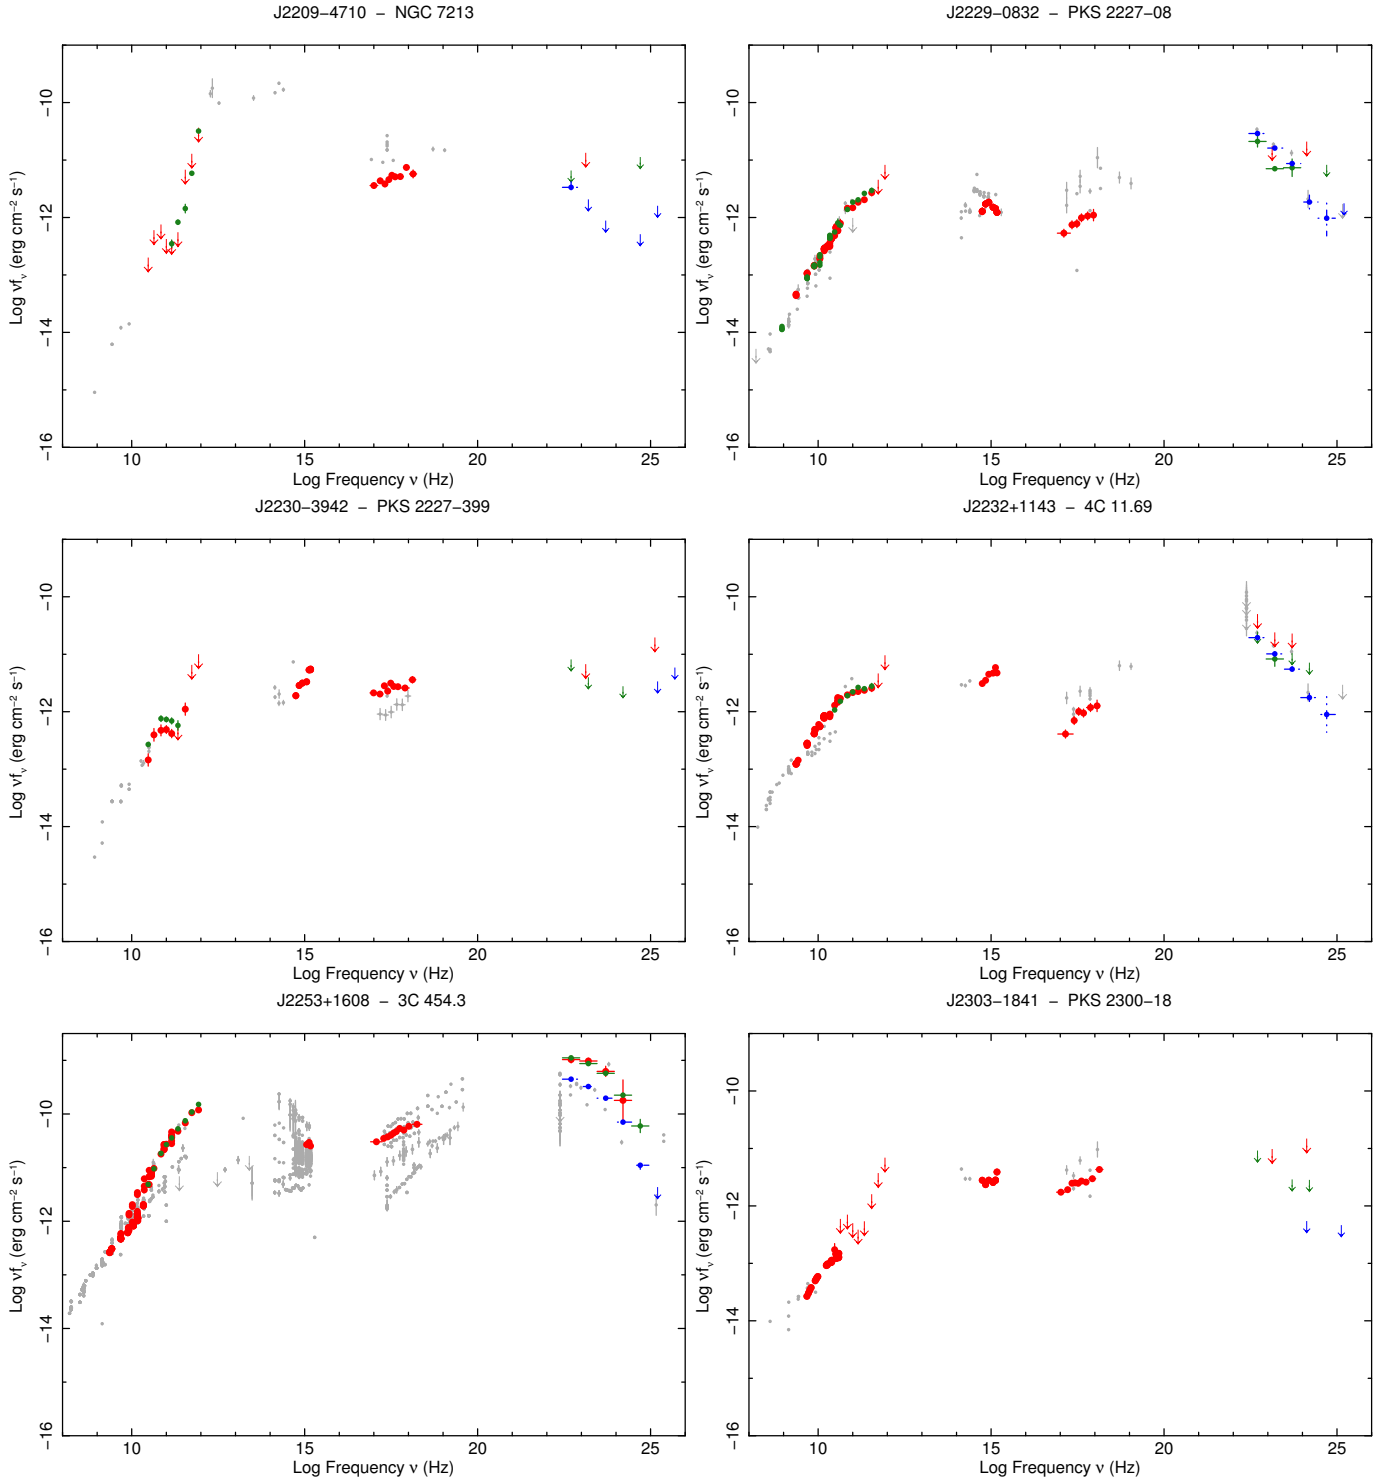 J2209−4710 − NGC 7213
J2229−0832 − PKS 2227−08
Log νfν (erg cm−2 s−1)
−10
−12
−14
−16
10 15 20 25
Log Frequency ν (Hz)
Log νfν (erg cm−2 s−1)
−10
−12
−14
−16
10 15 20 25
Log Frequency ν (Hz)
J2230−3942 − PKS 2227−399
J2232+1143 − 4C 11.69
Log νfν (erg cm−2 s−1)
−10
−12
−14
−16
10 15 20 25
Log Frequency ν (Hz)
Log νfν (erg cm−2 s−1)
−10
−12
−14
−16
10 15 20 25
Log Frequency ν (Hz)
J2253+1608 − 3C 454.3
J2303−1841 − PKS 2300−18
Log νfν (erg cm−2 s−1)
−10
−12
−14
−16
10 15 20 25
Log Frequency ν (Hz)
Log νfν (erg cm−2 s−1)
−10
−12
−14
−16
10 15 20 25
Log Frequency ν (Hz)